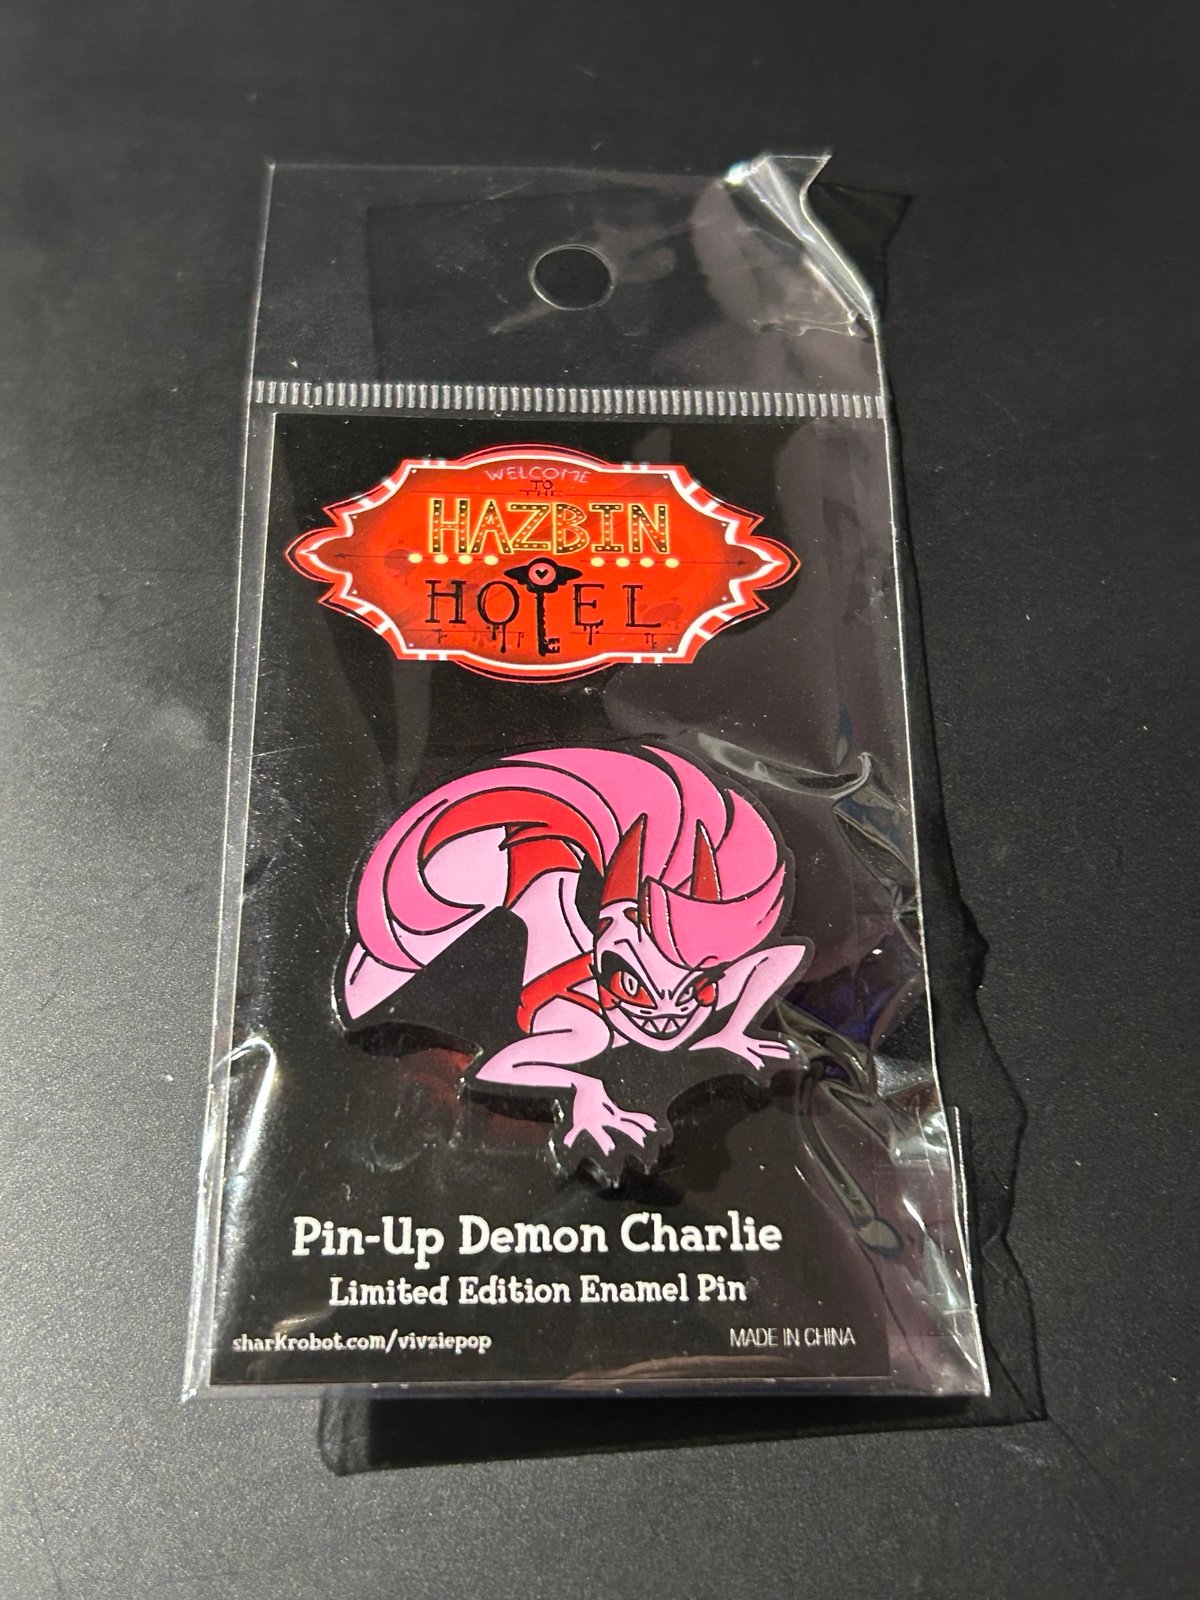 WELCOME
TO
THE
HAZBIN
HOTEL
Pin-Up Demon Charlie
Limited Edition Enamel Pin
sharkrobot.com/vivziepop
MADE IN CHINA